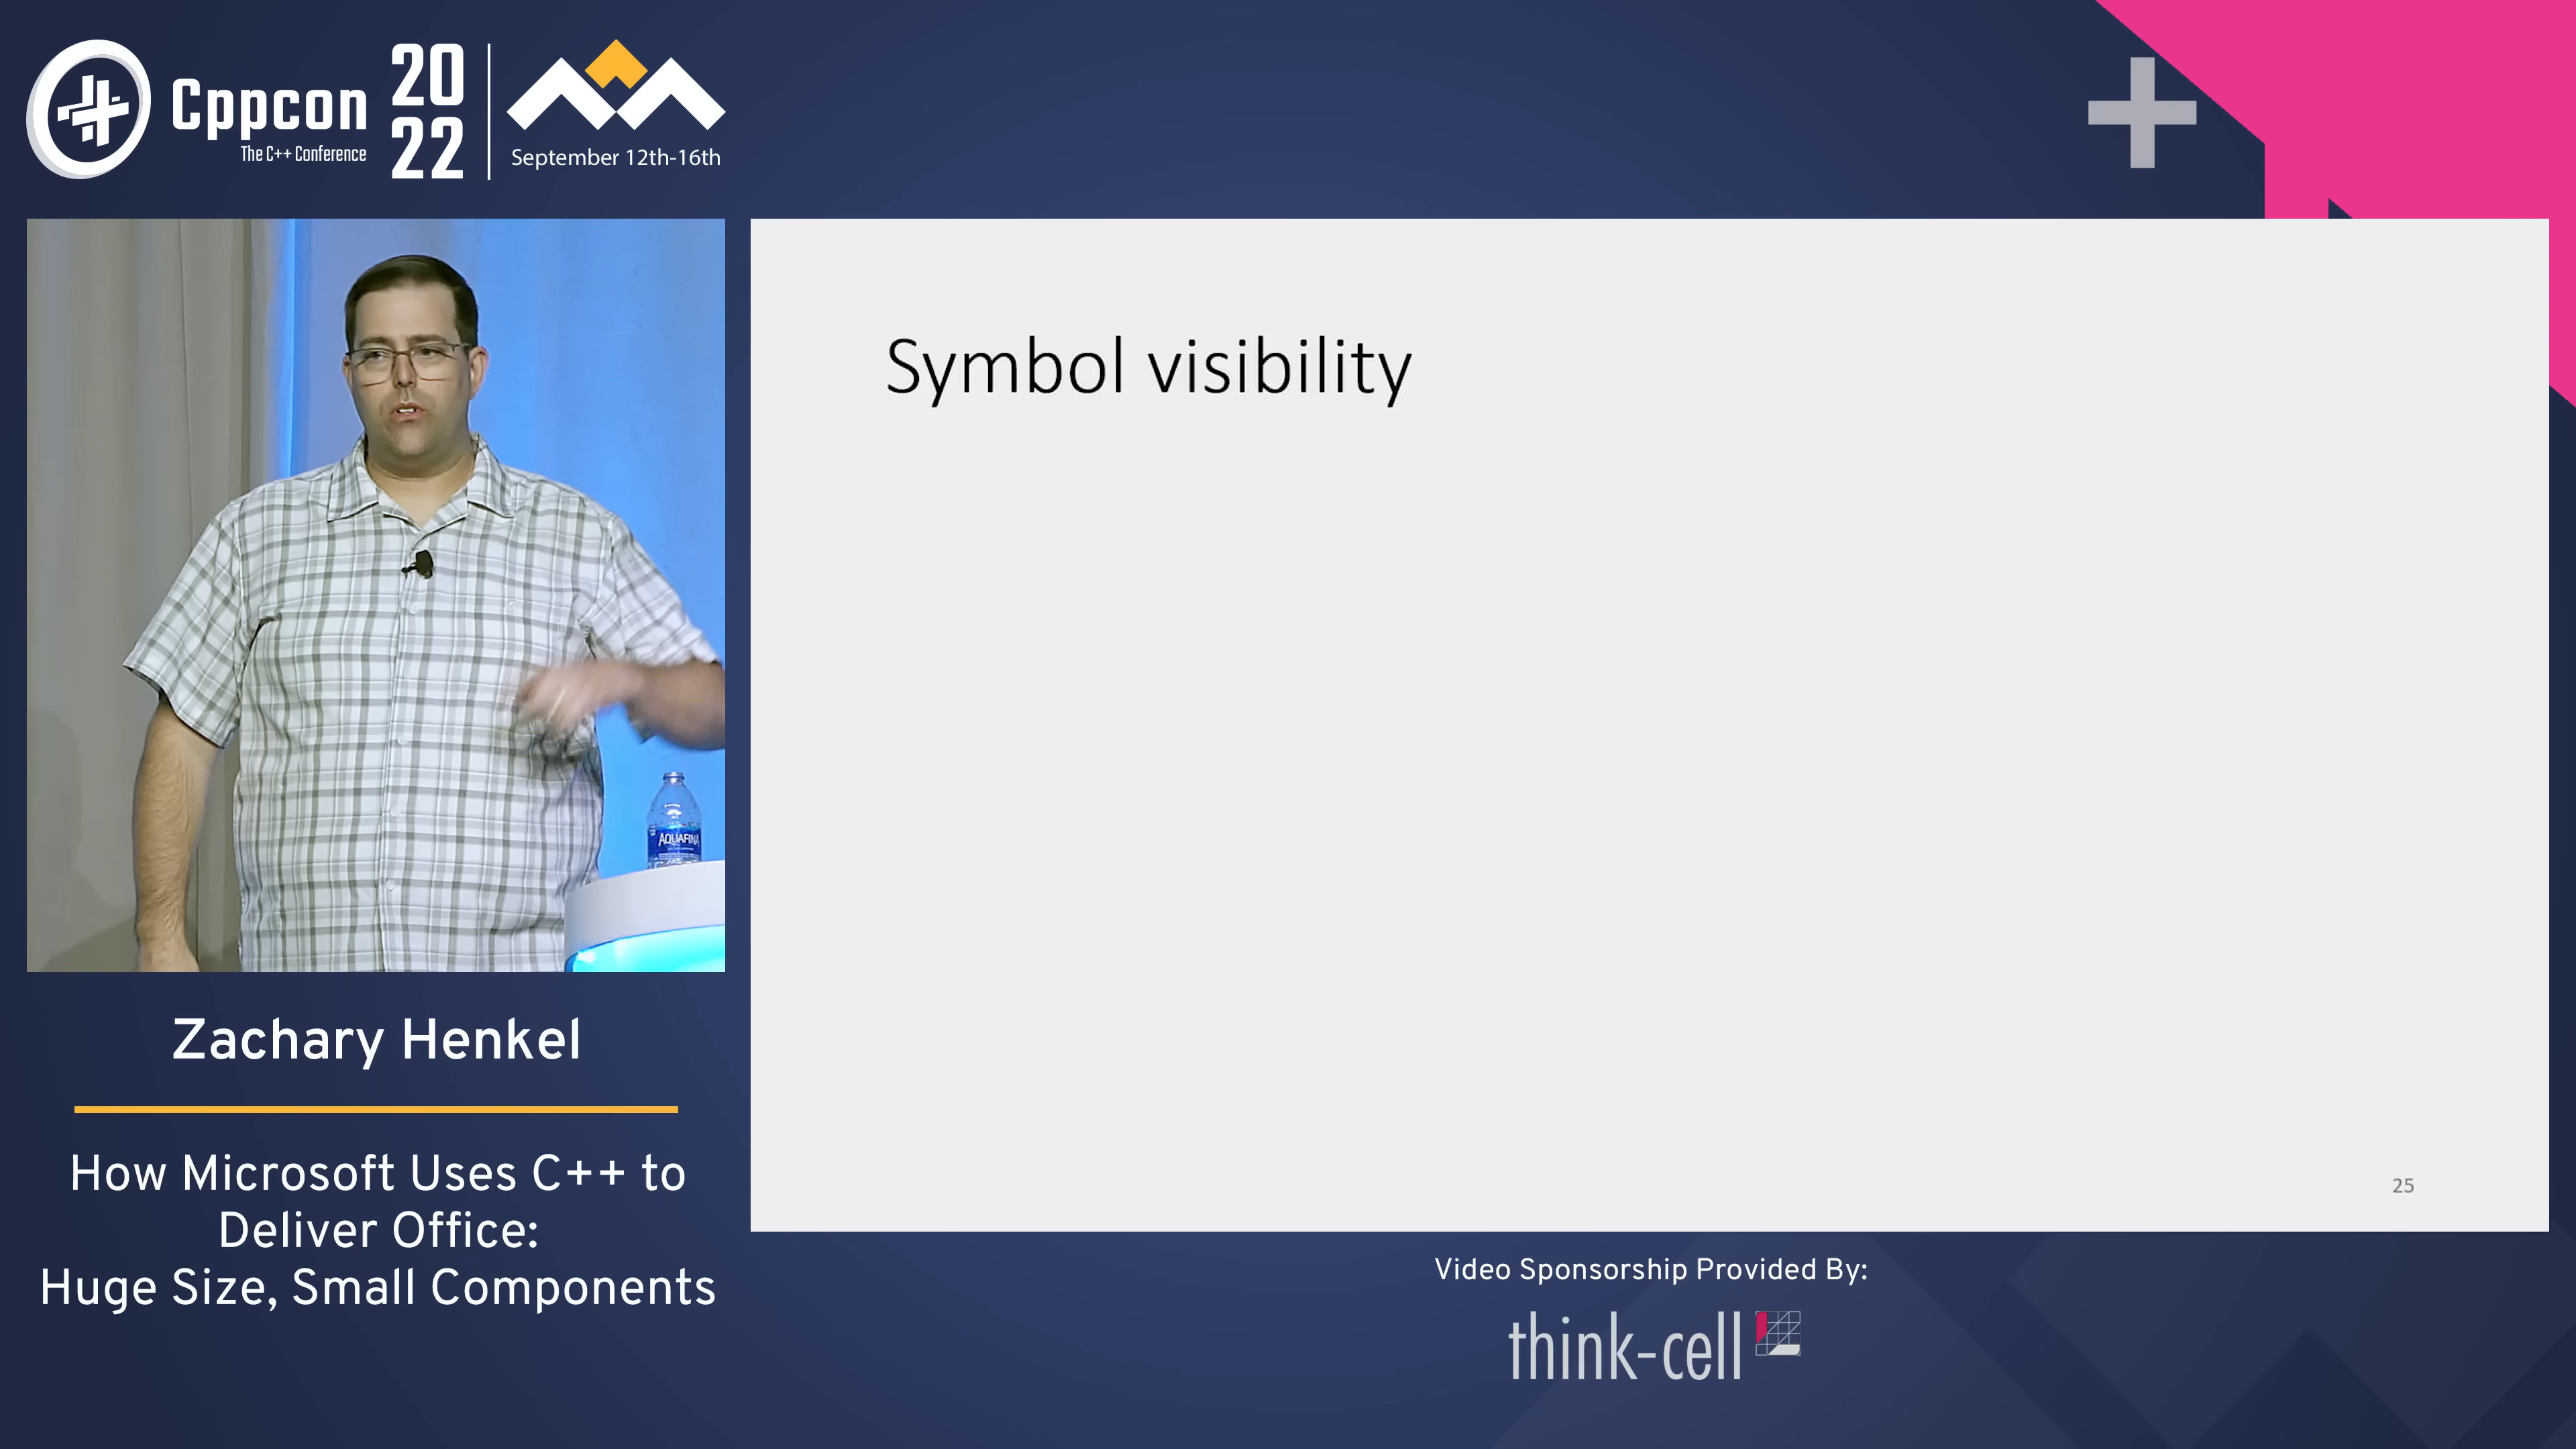 Cppcon
The C++ Conference
20
22
September 12th-16th
Symbol visibility
AQUAFINA
25
Zachary Henkel
How Microsoft Uses C++ to
Deliver Office:
Huge Size, Small Components
Video Sponsorship Provided By:
think-cell